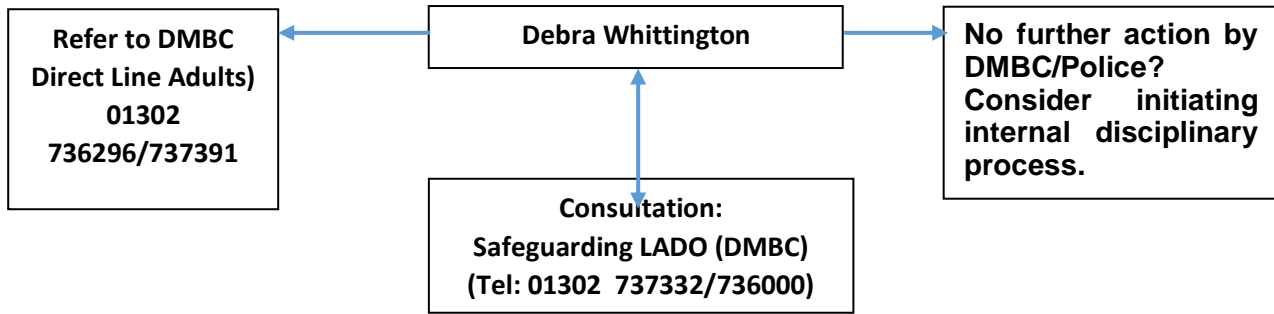 Refer to DMBC
Direct Line Adults)
01302
736296/737391
Debra Whittington
No further action by
DMBC/Police?
Consider initiating
internal disciplinary
process.
Consultation:
Safeguarding LADO (DMBC)
(Tel: 01302 737332/736000)